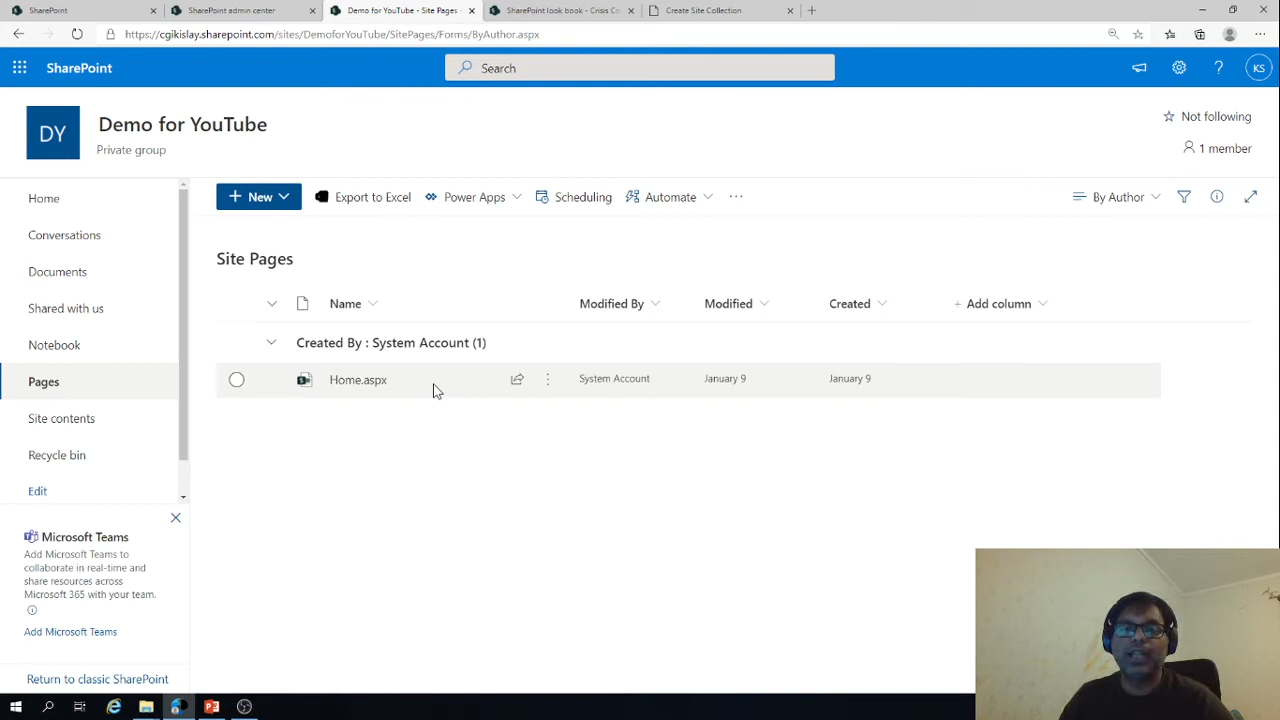 SharePoint
SharePoint admin center
Demo for YouTube - Site Pages -
SharePoint look book - Crisis Co
Create Site Collection
https://cgikislay.sharepoint.com/sites/DemoforYouTube/SitePages/Forms/ByAuthor.aspx
SharePoint
Search
KS
DY
Demo for YouTube
Private group
Not following
1 member
Home
Conversations
Documents
Shared with us
Notebook
Pages
Site contents
Recycle bin
Edit
New
Export to Excel
Power Apps
Scheduling
Automate
By Author
Site Pages
Name
Modified By
Modified
Created
+ Add column
Created By : System Account (1)
Home.aspx
System Account
January 9
January 9
Microsoft Teams
Add Microsoft Teams to
collaborate in real-time and
share resources across
Microsoft 365 with your team.
Add Microsoft Teams
Return to classic SharePoint